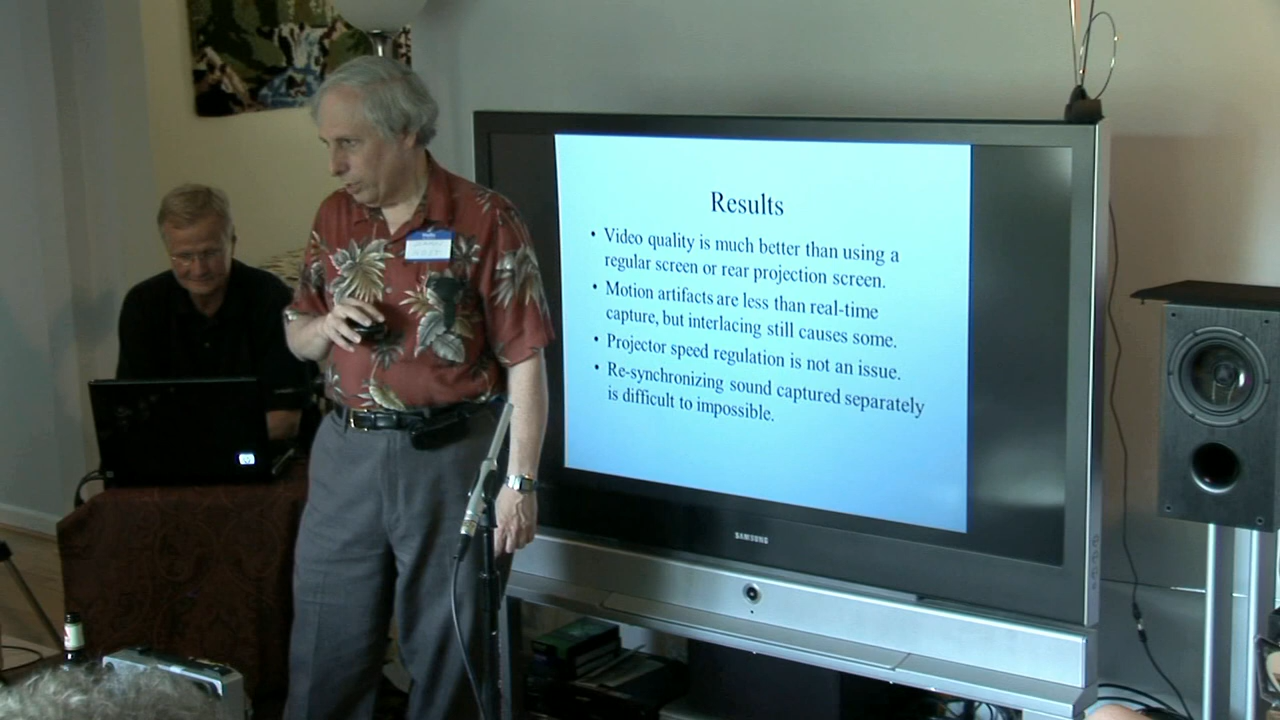 Results
• Video quality is much better than using a
regular screen or rear projection screen.
• Motion artifacts are less than real-time
capture, but interlacing still causes some.
• Projector speed regulation is not an issue.
• Re-synchronizing sound captured separately
is difficult to impossible.
SAMSUNG
hp